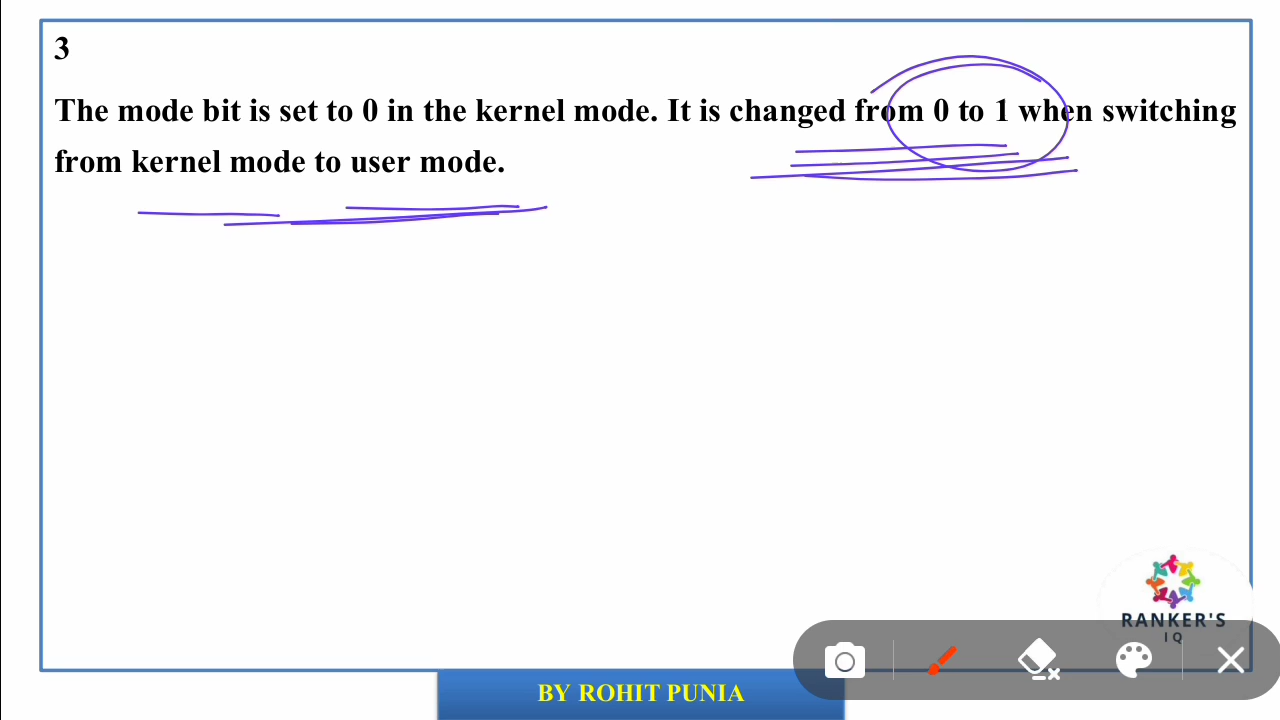 3
The mode bit is set to 0 in the kernel mode. It is changed from 0 to 1 when switching
from kernel mode to user mode.
RANKER'S
IQ
BY ROHIT PUNIA